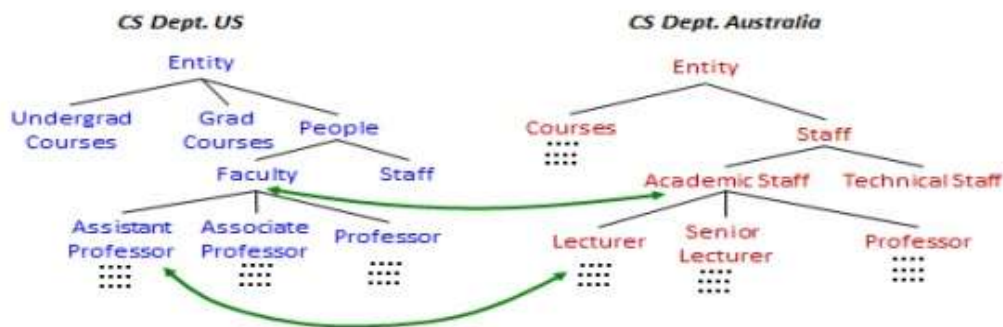 CS Dept. US
CS Dept. Australia
Entity
Undergrad
Courses
Grad
Courses
People
Faculty
Staff
Assistant
Professor
Associate
Professor
Professor
Entity
Courses
Staff
Academic Staff
Technical Staff
Lecturer
Senior
Lecturer
Professor